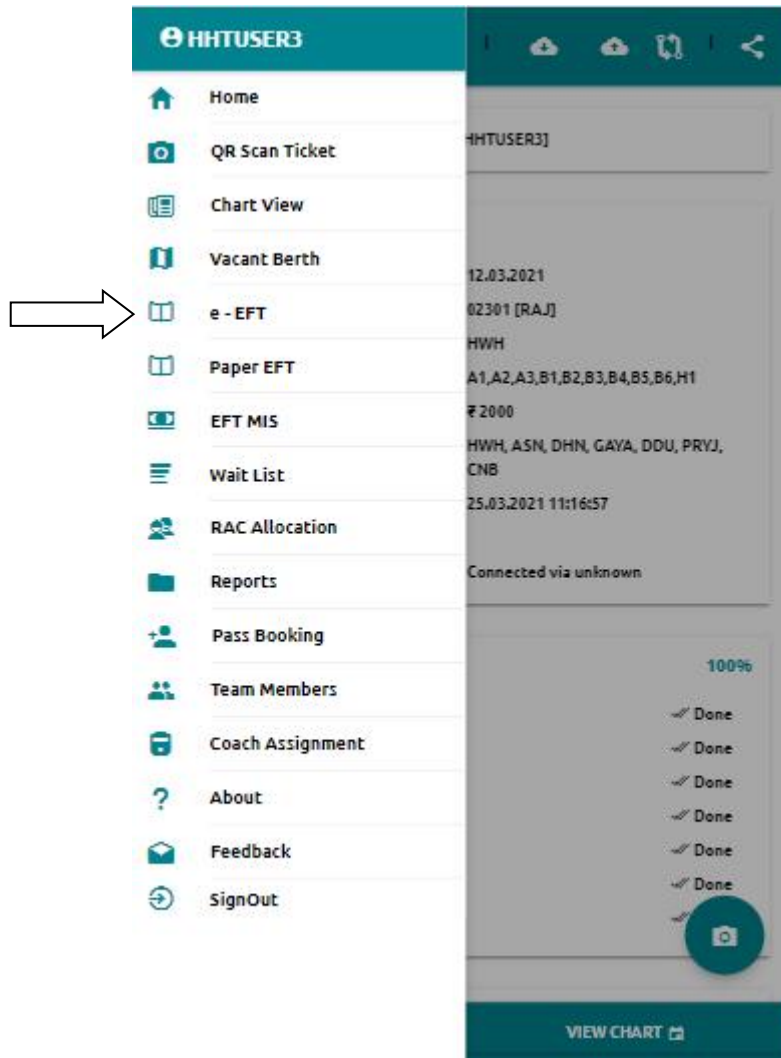 HHTUSER3
Home
QR Scan Ticket
Chart View
Vacant Berth
e - EFT
Paper EFT
EFT MIS
Wait List
RAC Allocation
Reports
Pass Booking
Team Members
Coach Assignment
About
Feedback
SignOut
HHTUSER3]
12.03.2021
02301 [RAJ]
HWH
A1,A2,A3,B1,B2,B3,B4,B5,B6,H1
₹ 2000
HWH, ASN, DHN, GAYA, DDU, PRYJ,
CNB
25.03.2021 11:16:57
Connected via unknown
100%
Done
Done
Done
Done
Done
Done
VIEW CHART